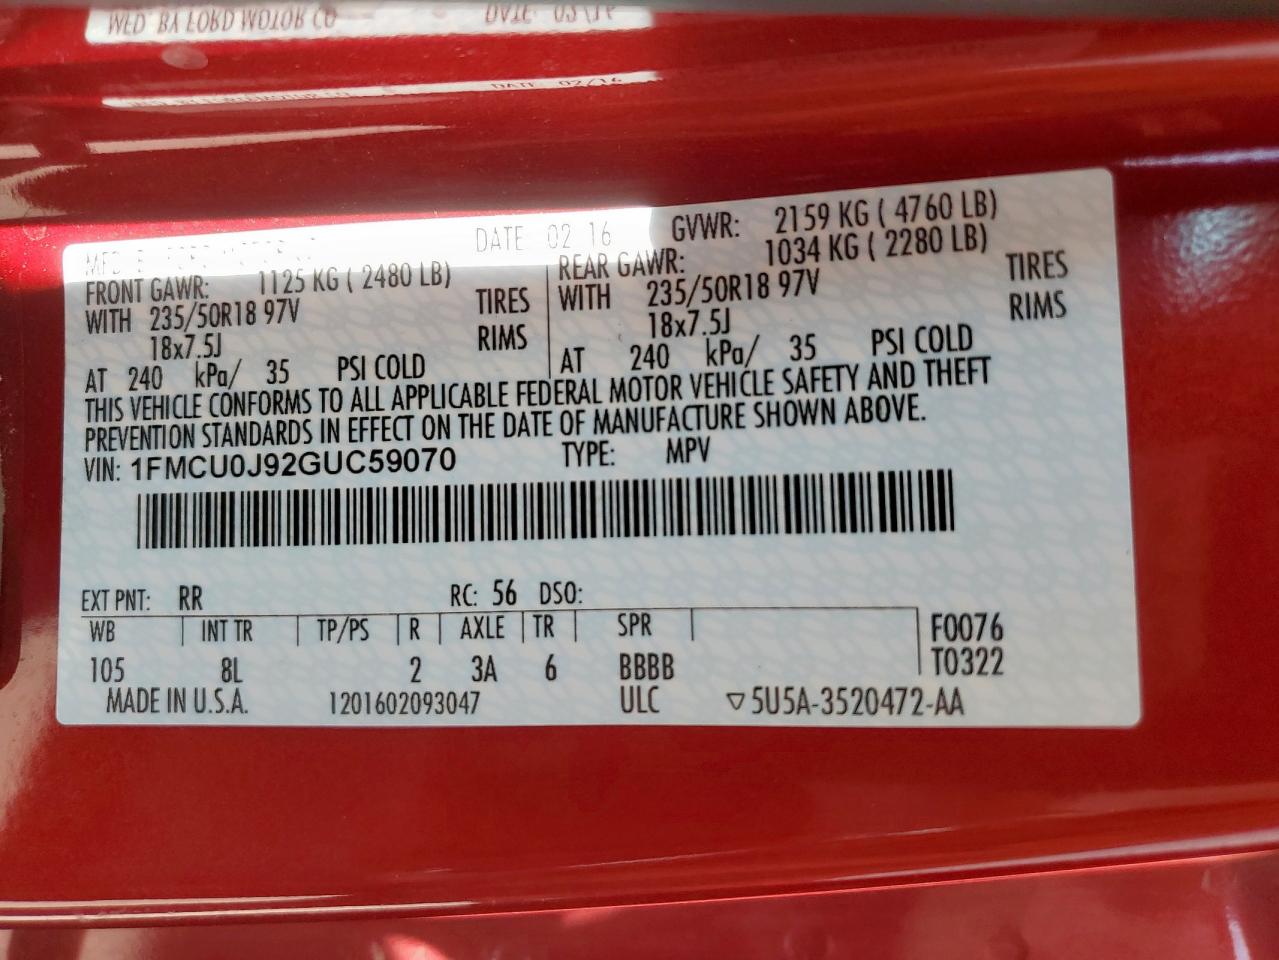 MFD. BY FORD MOTOR CO.
DATE: 02/16 GVWR: 2159 KG ( 4760 LB)
FRONT GAWR: 1125 KG ( 2480 LB) REAR GAWR: 1034 KG ( 2280 LB)
WITH 235/50R18 97V TIRES WITH 235/50R18 97V TIRES
18x7.5J RIMS 18x7.5J RIMS
AT 240 kPa/ 35 PSI COLD AT 240 kPa/ 35 PSI COLD
THIS VEHICLE CONFORMS TO ALL APPLICABLE FEDERAL MOTOR VEHICLE SAFETY AND THEFT
PREVENTION STANDARDS IN EFFECT ON THE DATE OF MANUFACTURE SHOWN ABOVE.
VIN: 1FMCU0J92GUC59070 TYPE: MPV
EXT PNT: RR RC: 56 DSO:
WB INT TR TP/PS R AXLE TR SPR F0076
105 8L 2 3A 6 BBBB T0322
MADE IN U.S.A. 1201602093047 ULC ▽5U5A-3520472-AA